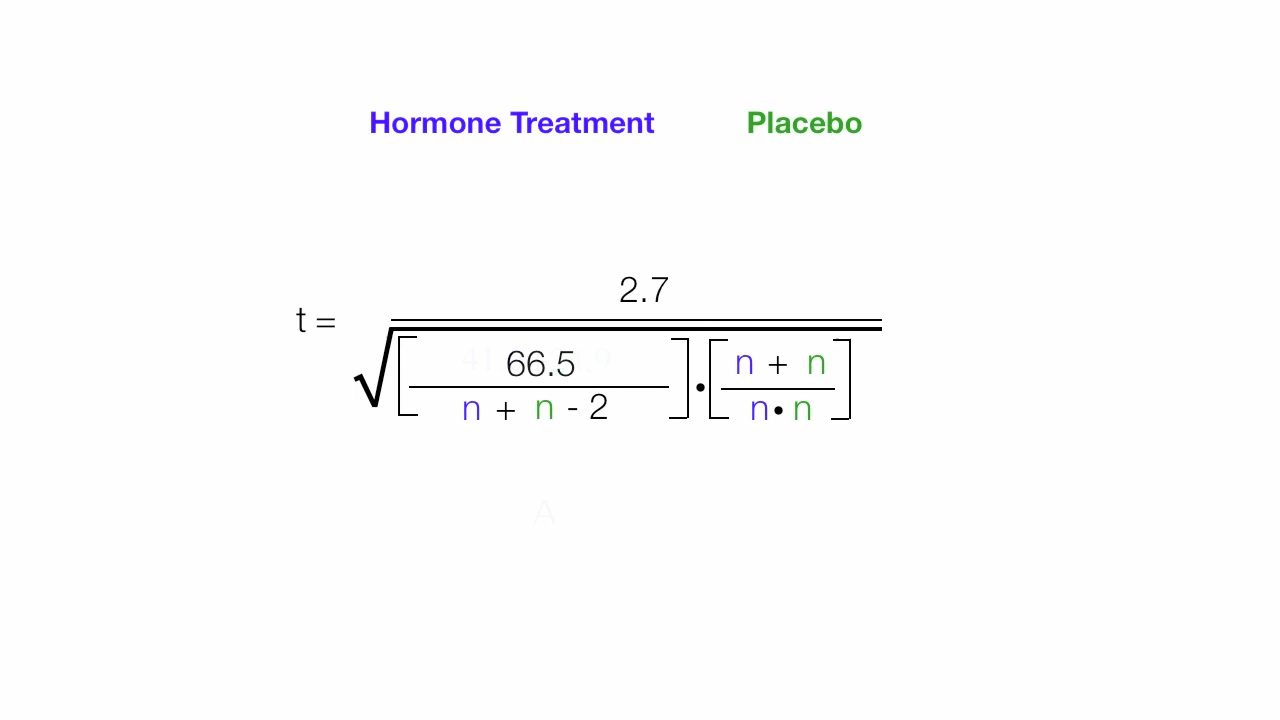 Hormone Treatment Placebo
2.7
t =
66.5
n + n
n + n - 2
n • n
A